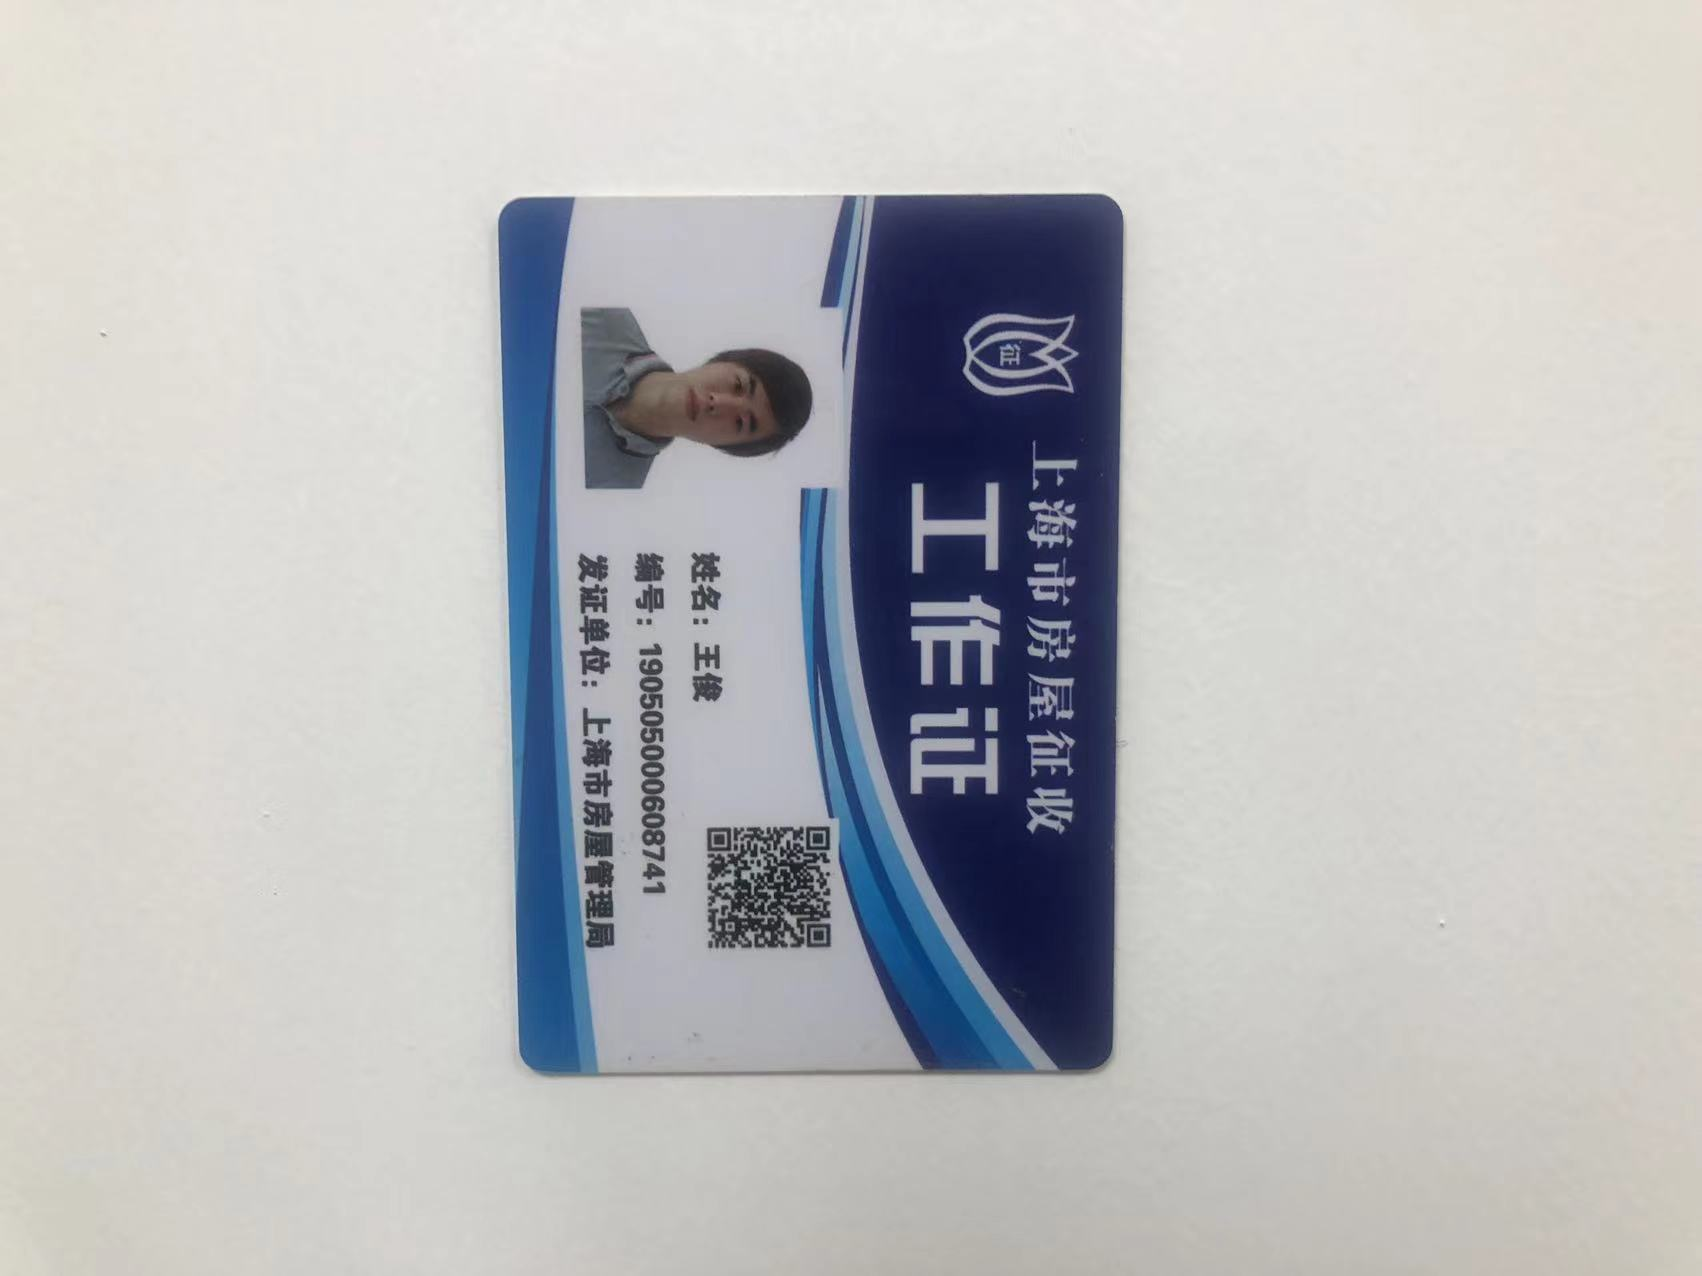 征
上海市房屋征收
工作证
姓名：王俊
编号：190505000608741
发证单位：上海市房屋管理局